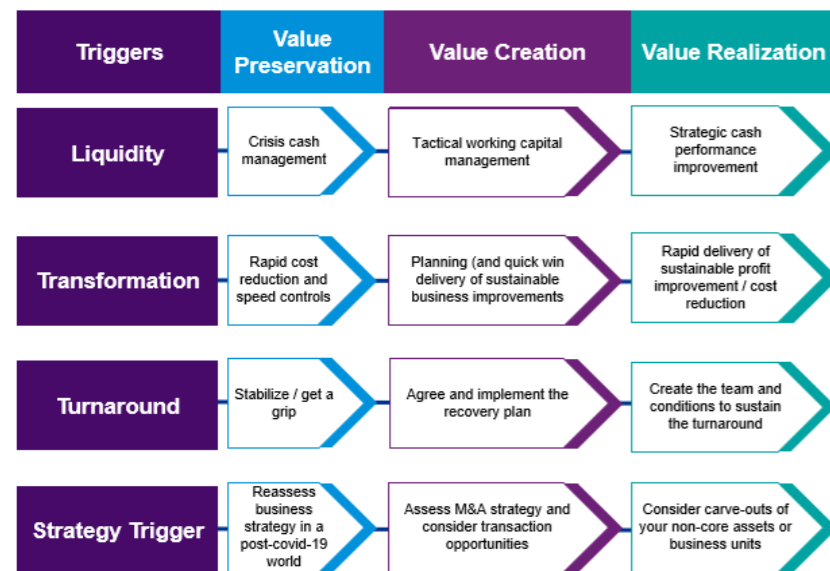 Triggers
Value
Preservation
Value Creation
Value Realization
Liquidity
Crisis cash
management
Tactical working capital
management
Strategic cash
performance
improvement
Transformation
Rapid cost
reduction and
speed controls
Planning (and quick win
delivery of sustainable
business improvements
Rapid delivery of
sustainable profit
improvement / cost
reduction
Turnaround
Stabilize / get a
grip
Agree and implement the
recovery plan
Create the team and
conditions to sustain
the turnaround
Strategy Trigger
Reassess
business
strategy in a
post-covid-19
world
Assess M&A strategy and
consider transaction
opportunities
Consider carve-outs of
your non-core assets or
business units